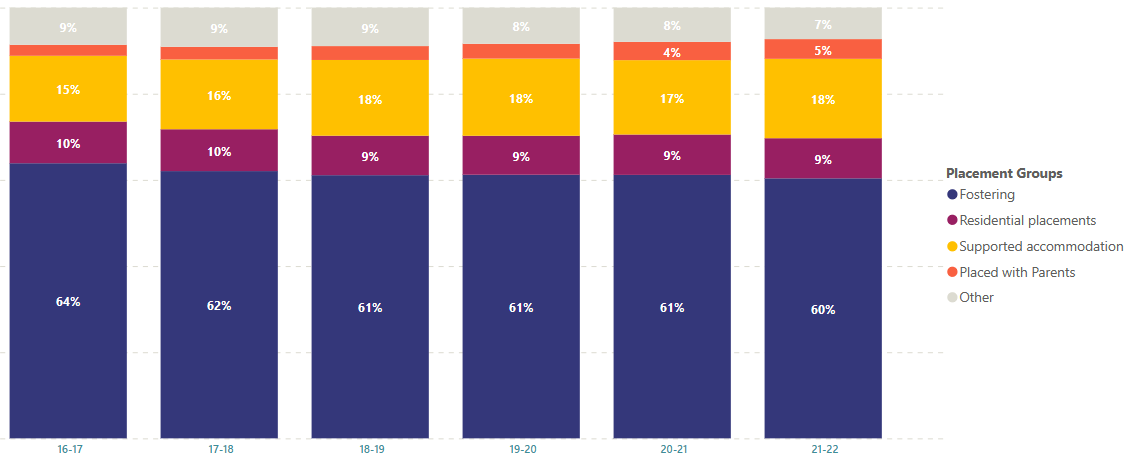 9% 9% 9% 8% 8% 7%
4% 5%
15% 16% 18% 18% 17% 18%
10% 10% 9% 9% 9% 9%
64% 62% 61% 61% 61% 60%
16-17 17-18 18-19 19-20 20-21 21-22
Placement Groups
Fostering
Residential placements
Supported accommodation
Placed with Parents
Other